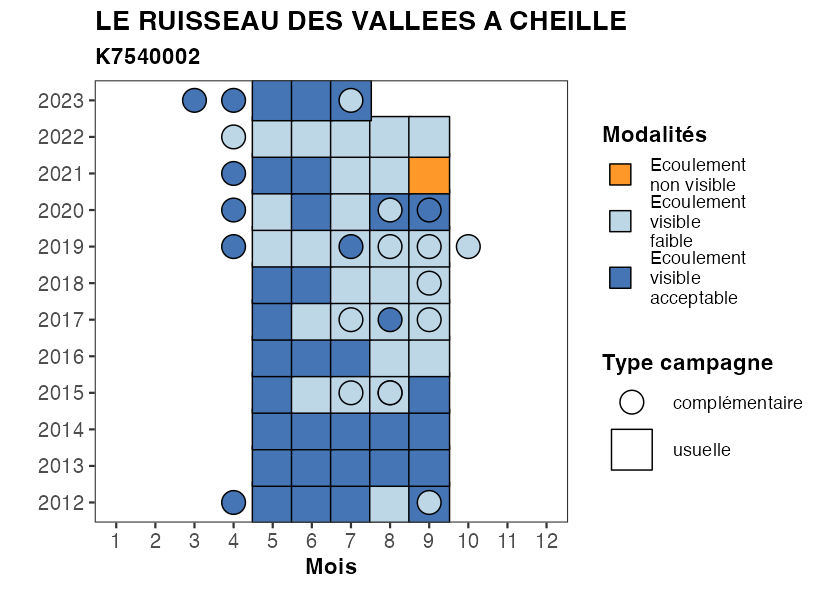 LE RUISSEAU DES VALLEES A CHEILLE
K7540002
2023
2022
2021
2020
2019
2018
2017
2016
2015
2014
2013
2012
1 2 3 4 5 6 7 8 9 10 11 12
Mois
Modalités
Ecoulement
non visible
Ecoulement
visible
faible
Ecoulement
visible
acceptable
Type campagne
complémentaire
usuelle